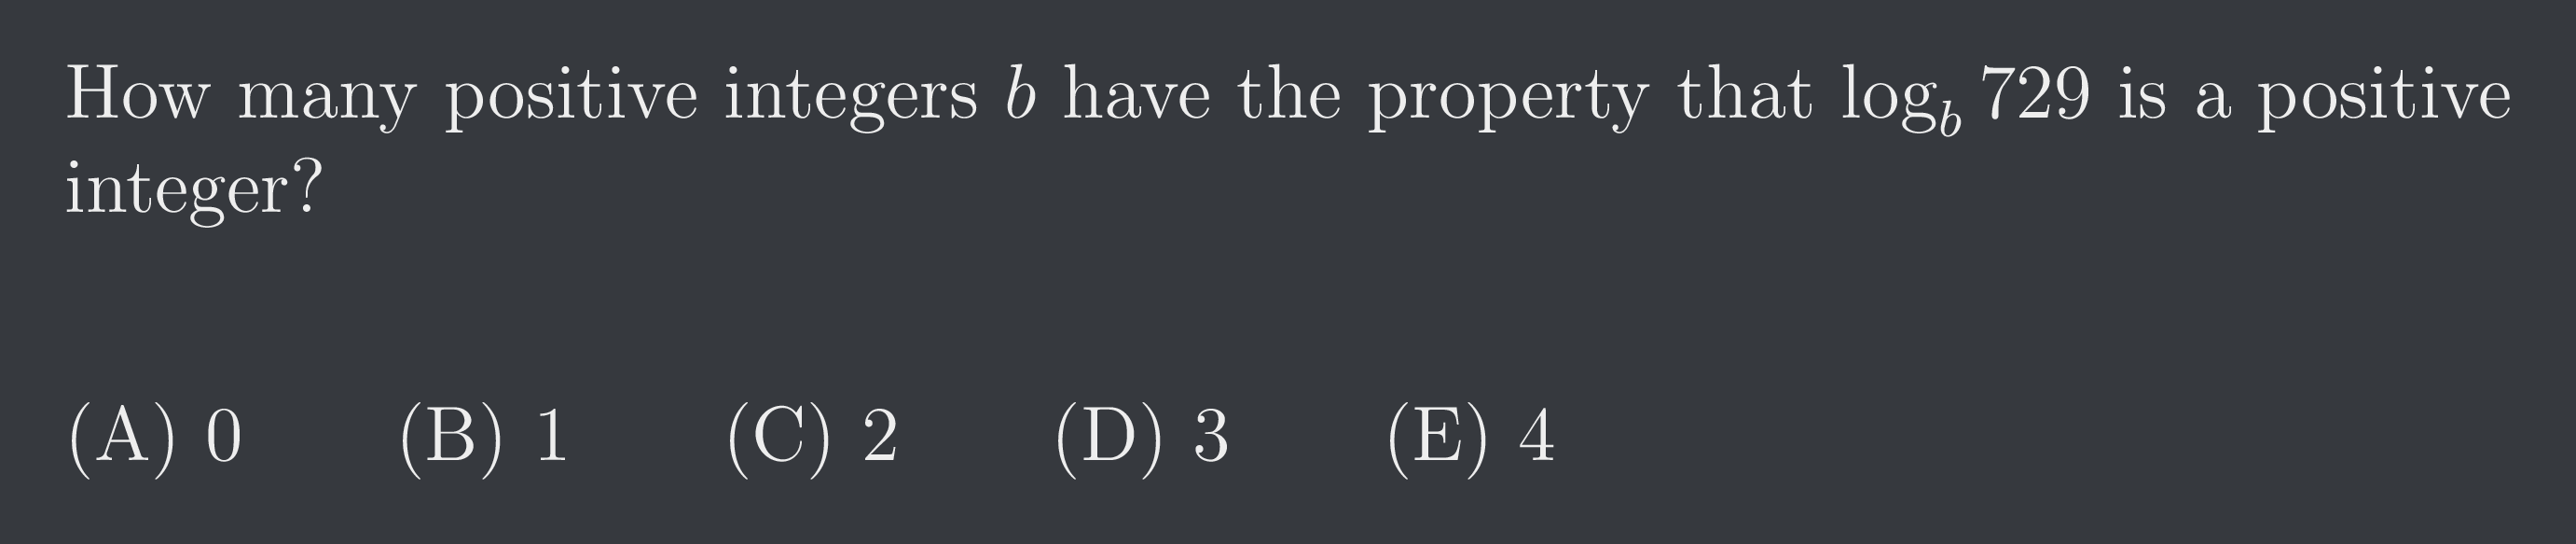 How many positive integers b have the property that log_b 729 is a positive
integer?
(A) 0 (B) 1 (C) 2 (D) 3 (E) 4